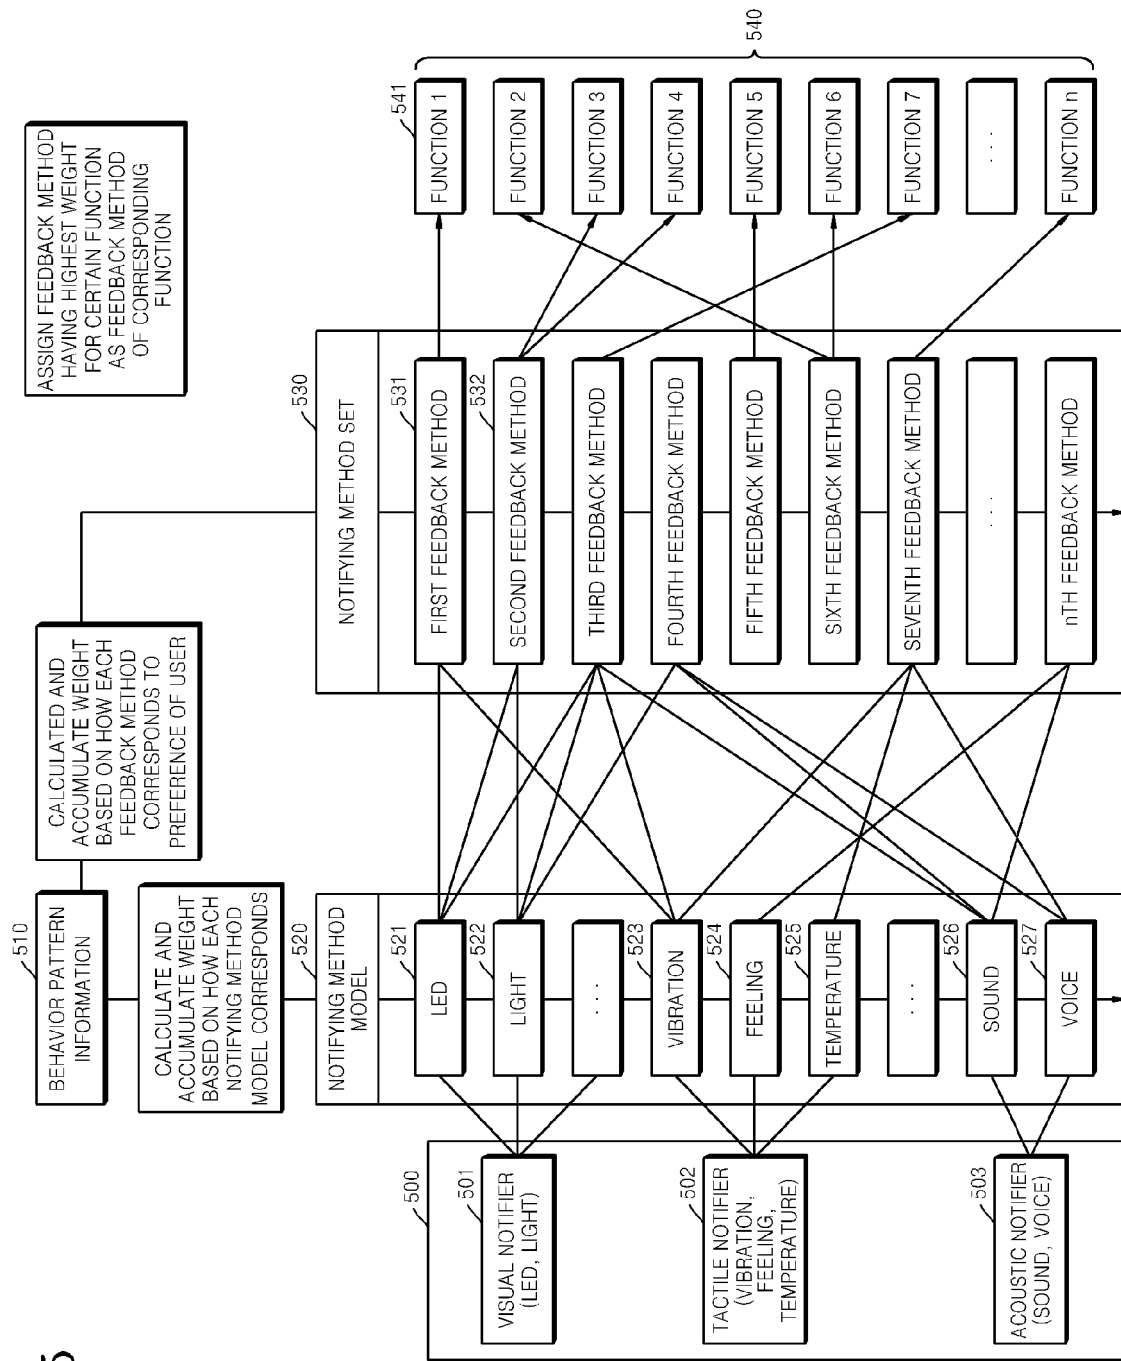 5
510
BEHAVIOR PATTERN
INFORMATION
CALCULATED AND
ACCUMULATE WEIGHT
BASED ON HOW EACH
FEEDBACK METHOD
CORRESPONDS TO
PREFERENCE OF USER
ASSIGN FEEDBACK METHOD
HAVING HIGHEST WEIGHT
FOR CERTAIN FUNCTION
AS FEEDBACK METHOD
OF CORRESPONDING
FUNCTION
CALCULATE AND
ACCUMULATE WEIGHT
BASED ON HOW EACH
NOTIFYING METHOD
MODEL CORRESPONDS
500
501
VISUAL NOTIFIER
(LED, LIGHT)
502
TACTILE NOTIFIER
(VIBRATION,
FEELING,
TEMPERATURE)
503
ACOUSTIC NOTIFIER
(SOUND, VOICE)
520
NOTIFYING METHOD
MODEL
521
LED
522
LIGHT
. . .
523
VIBRATION
524
FEELING
525
TEMPERATURE
. . .
526
SOUND
527
VOICE
530
NOTIFYING METHOD SET
531
FIRST FEEDBACK METHOD
532
SECOND FEEDBACK METHOD
THIRD FEEDBACK METHOD
FOURTH FEEDBACK METHOD
FIFTH FEEDBACK METHOD
SIXTH FEEDBACK METHOD
SEVENTH FEEDBACK METHOD
. . .
nTH FEEDBACK METHOD
540
541
FUNCTION 1
FUNCTION 2
FUNCTION 3
FUNCTION 4
FUNCTION 5
FUNCTION 6
FUNCTION 7
. . .
FUNCTION n